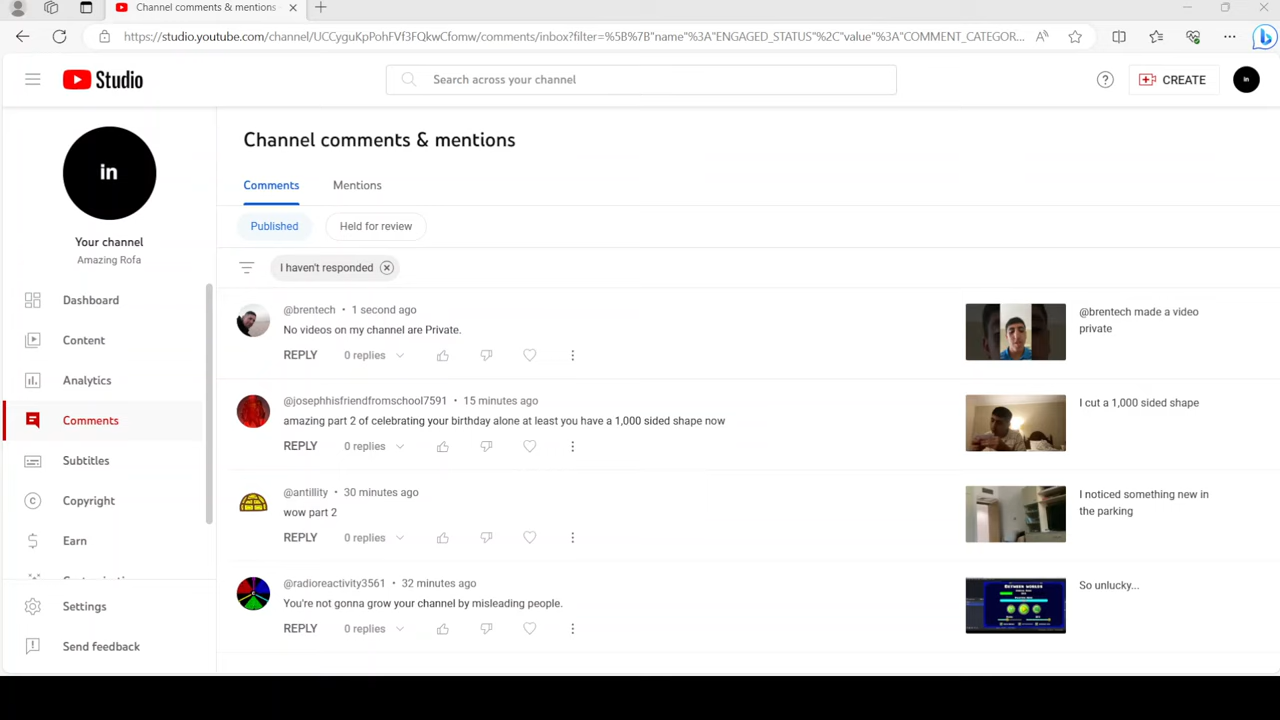 Channel comments & mentions
https://studio.youtube.com/channel/UCCyguKpPohFVf3FQkwCfomw/comments/inbox?filter=%5B%7B"name"%3A"ENGAGED_STATUS"%2C"value"%3A"COMMENT_CATEGOR...
Studio
Search across your channel
CREATE
in
in
Your channel
Amazing Rofa
Dashboard
Content
Analytics
Comments
Subtitles
Copyright
Earn
Settings
Send feedback
Channel comments & mentions
Comments
Mentions
Published
Held for review
I haven't responded
@brentech • 1 second ago
No videos on my channel are Private.
REPLY 0 replies
@brentech made a video
private
@josephhisfriendfromschool7591 • 15 minutes ago
amazing part 2 of celebrating your birthday alone at least you have a 1,000 sided shape now
REPLY 0 replies
I cut a 1,000 sided shape
@antillity • 30 minutes ago
wow part 2
REPLY 0 replies
I noticed something new in
the parking
@radioreactivity3561 • 32 minutes ago
You're not gonna grow your channel by misleading people.
REPLY 0 replies
So unlucky...